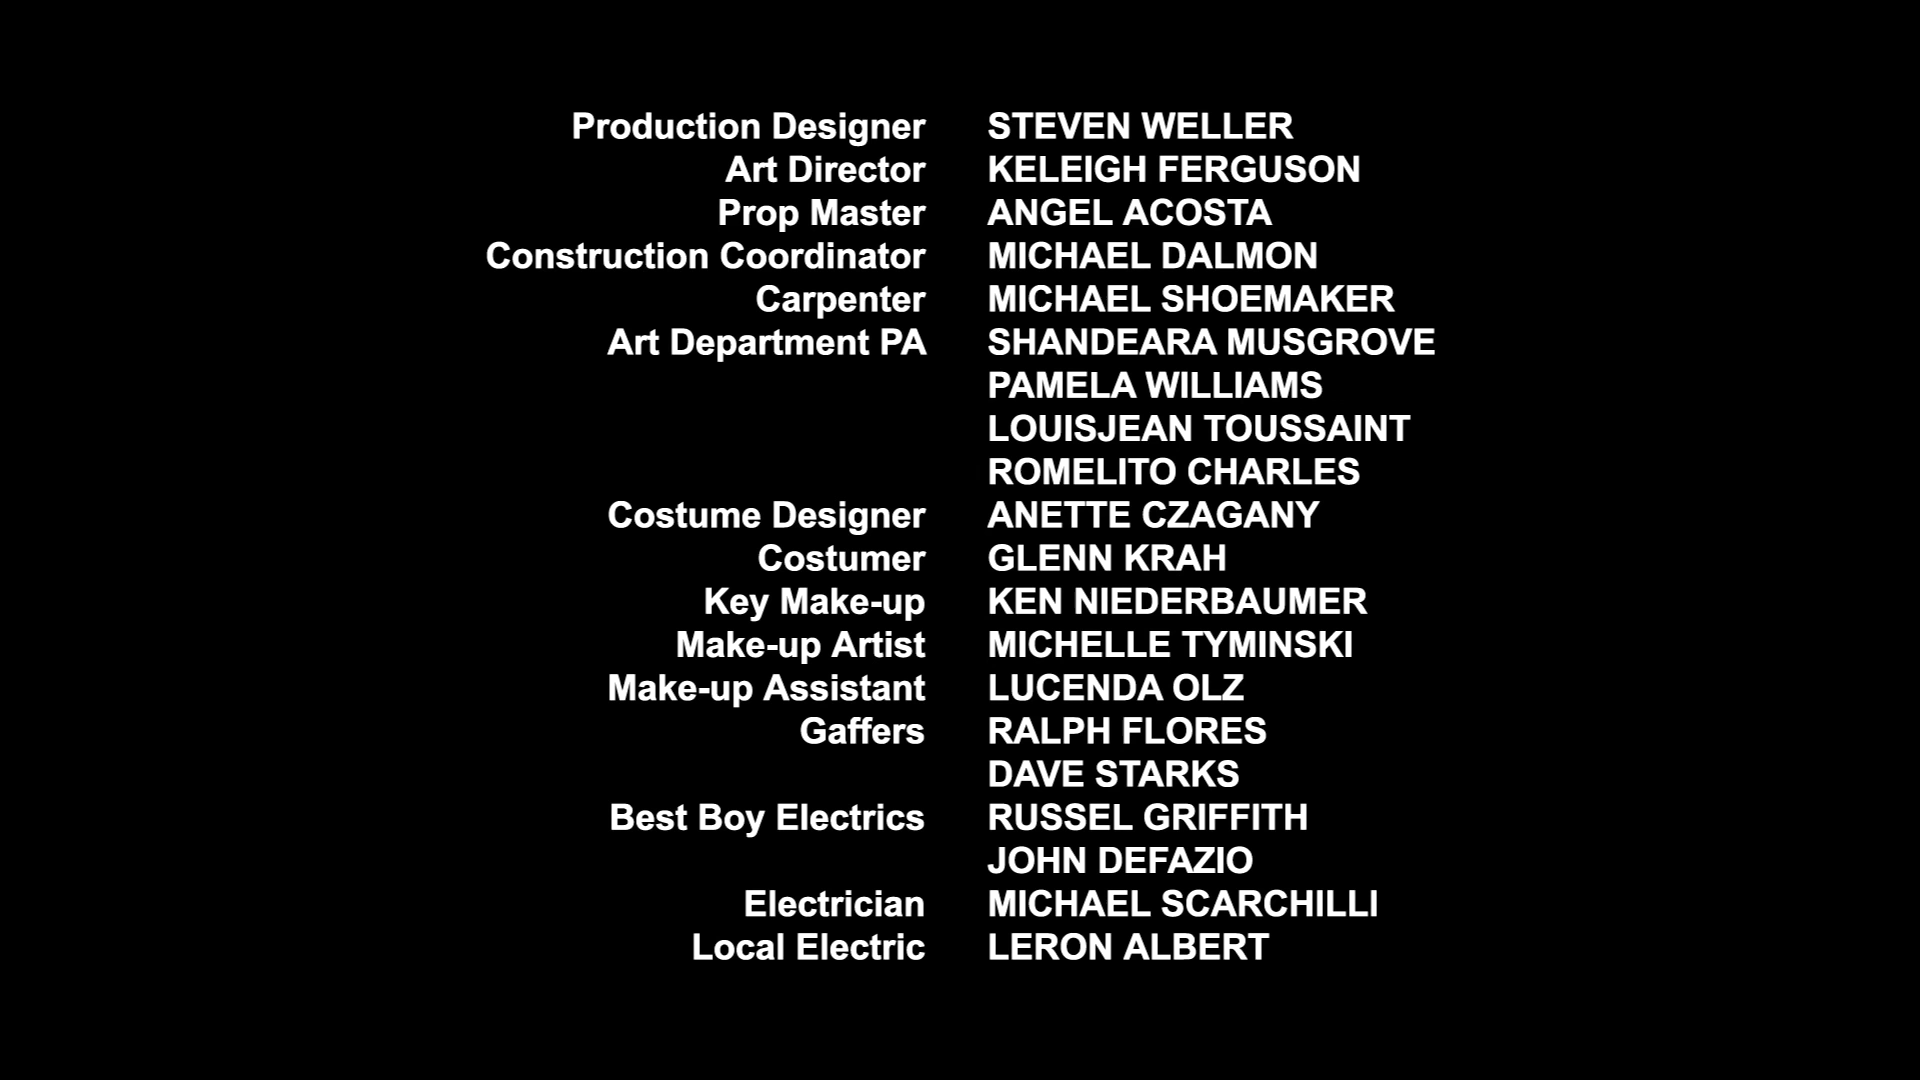 Production Designer STEVEN WELLER
Art Director KELEIGH FERGUSON
Prop Master ANGEL ACOSTA
Construction Coordinator MICHAEL DALMON
Carpenter MICHAEL SHOEMAKER
Art Department PA SHANDEARA MUSGROVE
PAMELA WILLIAMS
LOUISJEAN TOUSSAINT
ROMELITO CHARLES
Costume Designer ANETTE CZAGANY
Costumer GLENN KRAH
Key Make-up KEN NIEDERBAUMER
Make-up Artist MICHELLE TYMINSKI
Make-up Assistant LUCENDA OLZ
Gaffers RALPH FLORES
DAVE STARKS
Best Boy Electrics RUSSEL GRIFFITH
JOHN DEFAZIO
Electrician MICHAEL SCARCHILLI
Local Electric LERON ALBERT